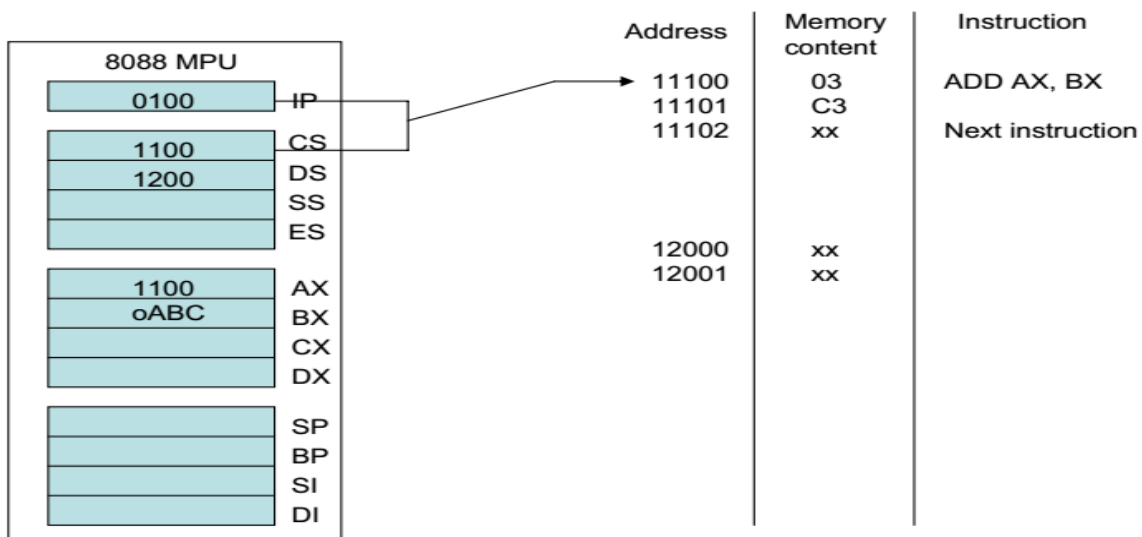 8088 MPU
0100 IP
1100 CS
1200 DS
SS
ES
1100 AX
oABC BX
CX
DX
SP
BP
SI
DI
Address
Memory
content
Instruction
11100 03 ADD AX, BX
11101 C3
11102 xx Next instruction
12000 xx
12001 xx